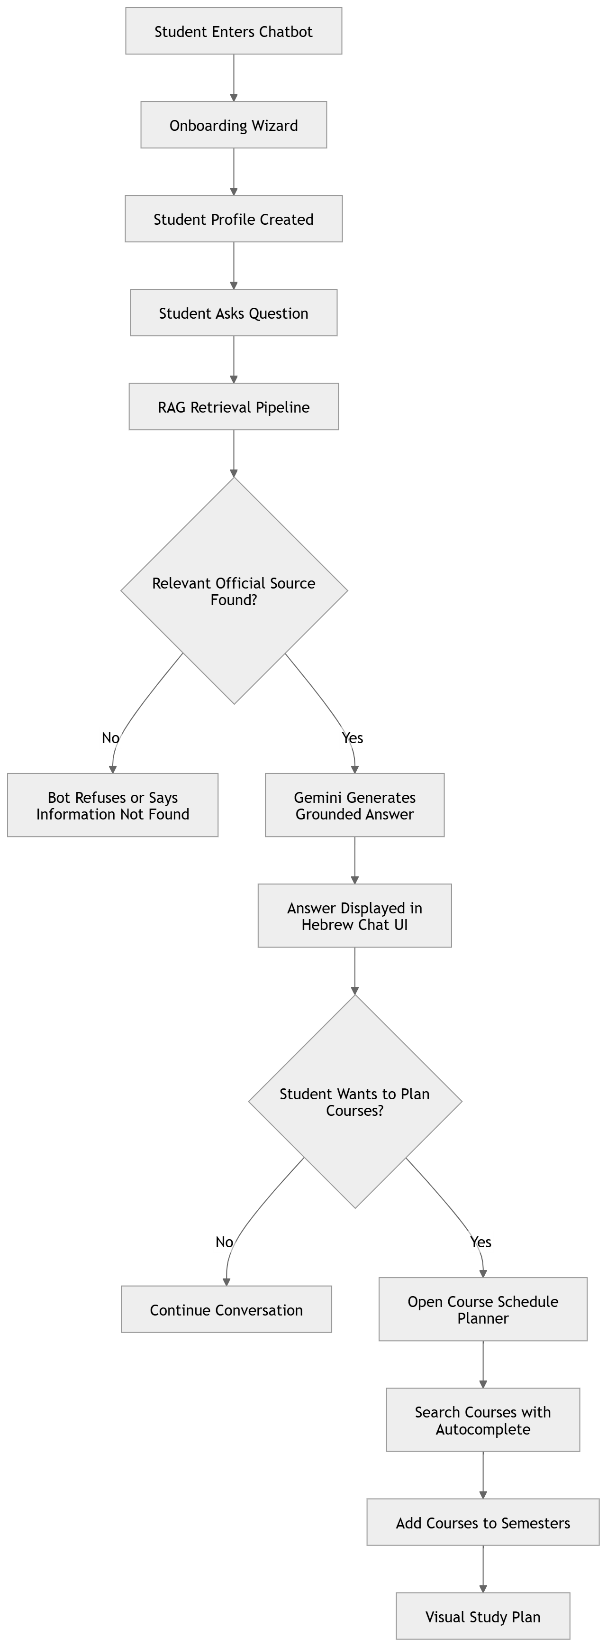 Student Enters Chatbot
Onboarding Wizard
Student Profile Created
Student Asks Question
RAG Retrieval Pipeline
Relevant Official Source
Found?
No
Yes
Bot Refuses or Says
Information Not Found
Gemini Generates
Grounded Answer
Answer Displayed in
Hebrew Chat UI
Student Wants to Plan
Courses?
No
Yes
Continue Conversation
Open Course Schedule
Planner
Search Courses with
Autocomplete
Add Courses to Semesters
Visual Study Plan